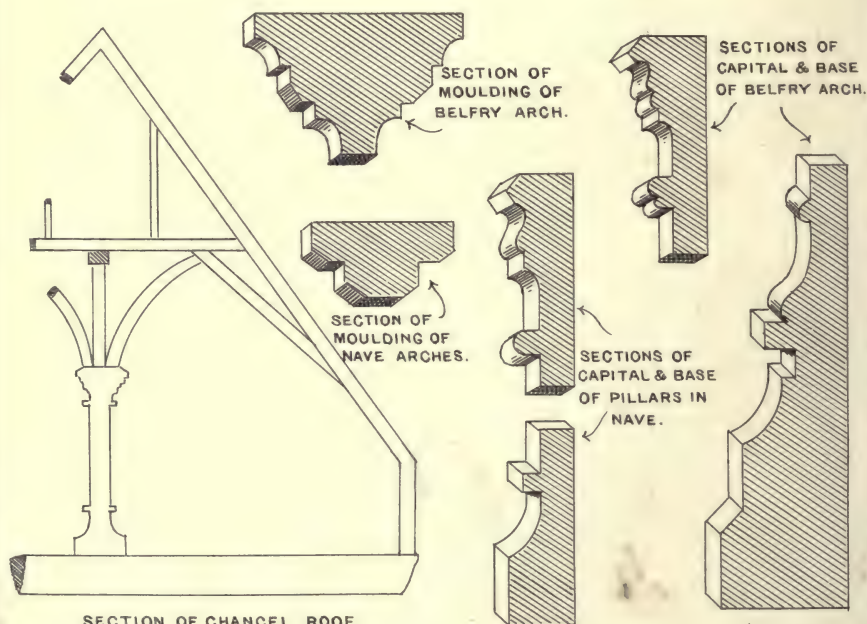 SECTION OF
MOULDING OF
BELFRY ARCH.
SECTIONS OF
CAPITAL & BASE
OF BELFRY ARCH.
SECTION OF
MOULDING OF
NAVE ARCHES.
SECTIONS OF
CAPITAL & BASE
OF PILLARS IN
NAVE.
SECTION OF CHANCEL ROOF